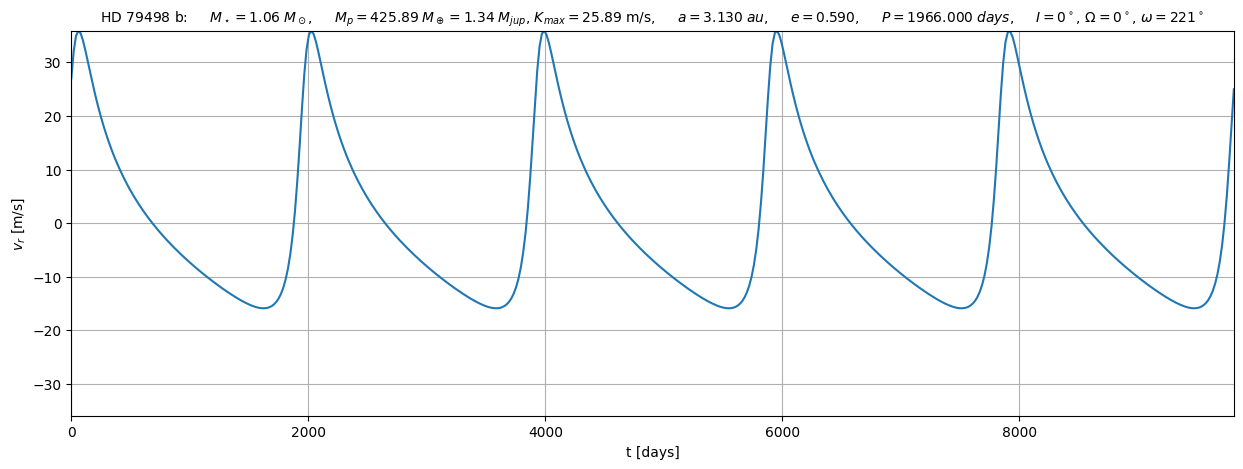 HD 79498 b: M⋆ = 1.06 M⊙, Mp = 425.89 M⊕ = 1.34 Mjup, Kmax = 25.89 m/s, a = 3.130 au, e = 0.590, P = 1966.000 days, I = 0°, Ω = 0°, ω = 221°
30
20
10
0
−10
−20
−30
vr [m/s]
0 2000 4000 6000 8000
t [days]